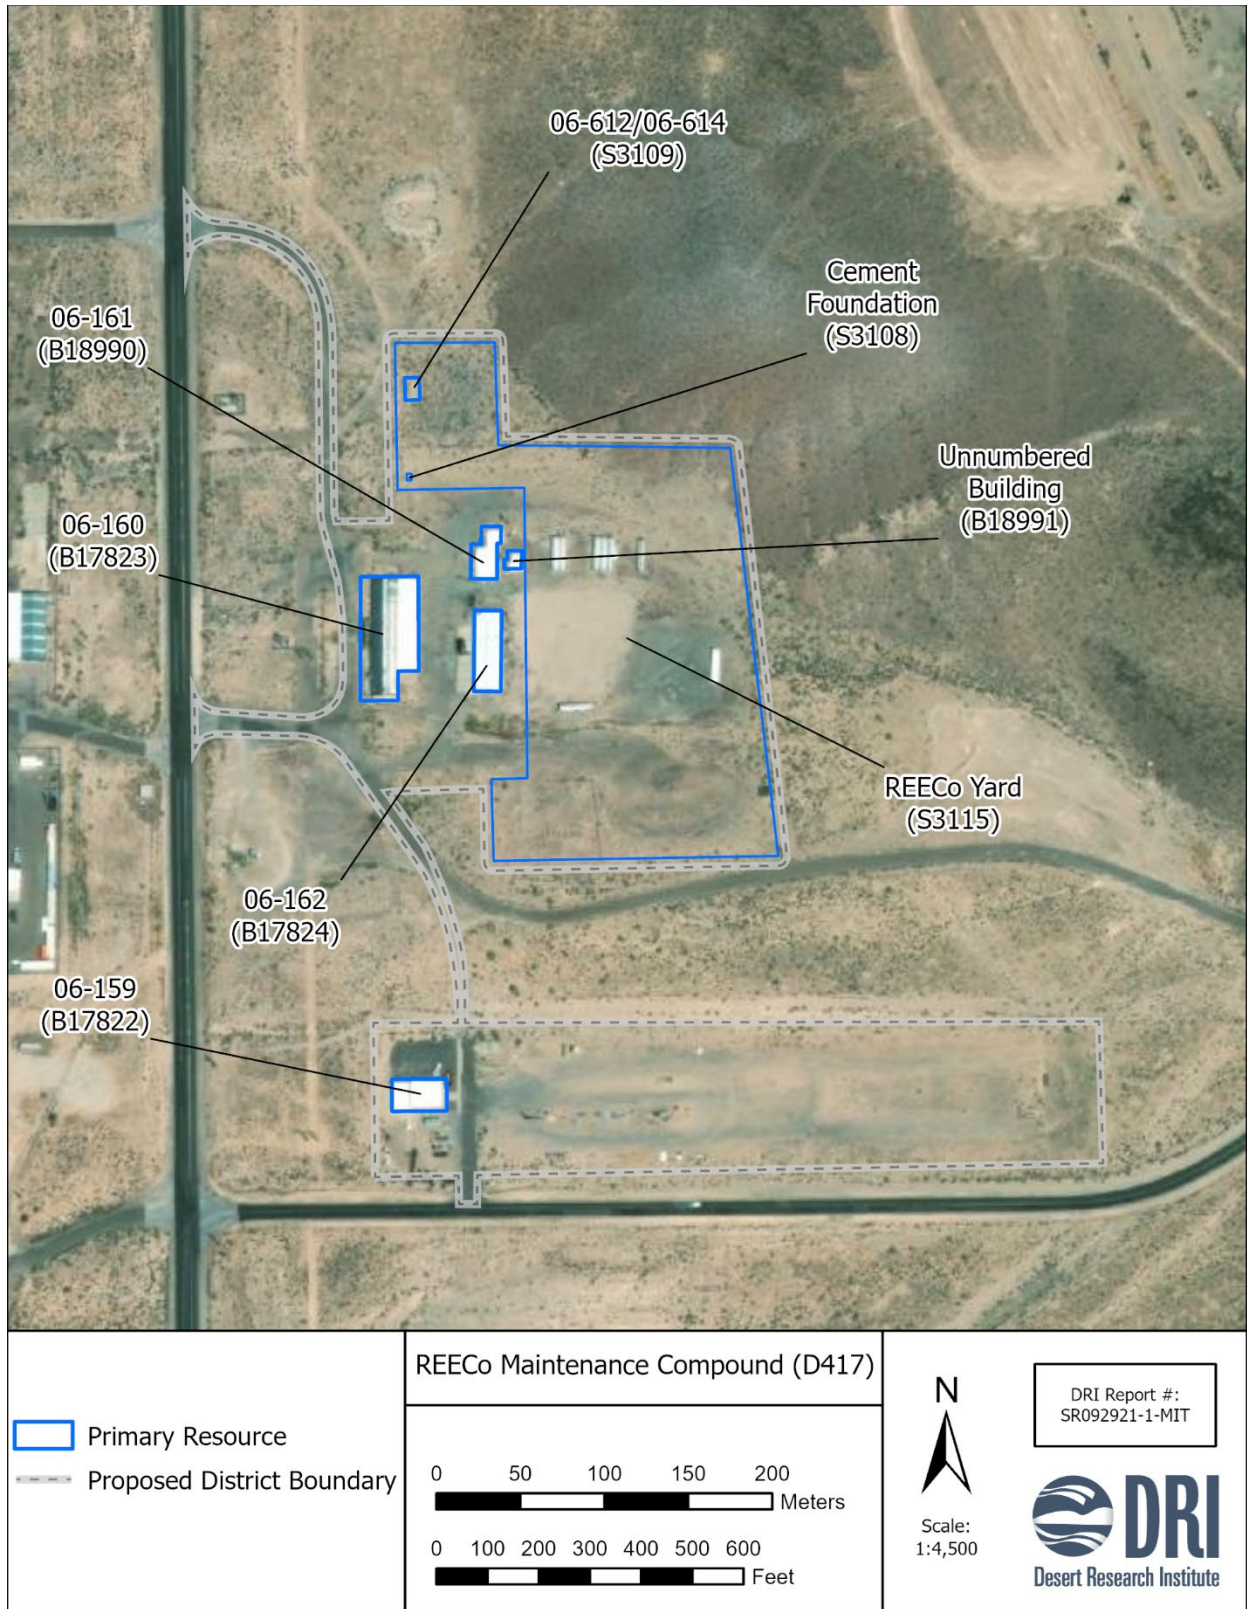 06-612/06-614
(S3109)
Cement
Foundation
(S3108)
06-161
(B18990)
Unnumbered
Building
(B18991)
06-160
(B17823)
REECo Yard
(S3115)
06-162
(B17824)
06-159
(B17822)
Primary Resource
Proposed District Boundary
REECo Maintenance Compound (D417)
0 50 100 150 200
Meters
0 100 200 300 400 500 600
Feet
N
Scale:
1:4,500
DRI Report #:
SR092921-1-MIT
DRI
Desert Research Institute